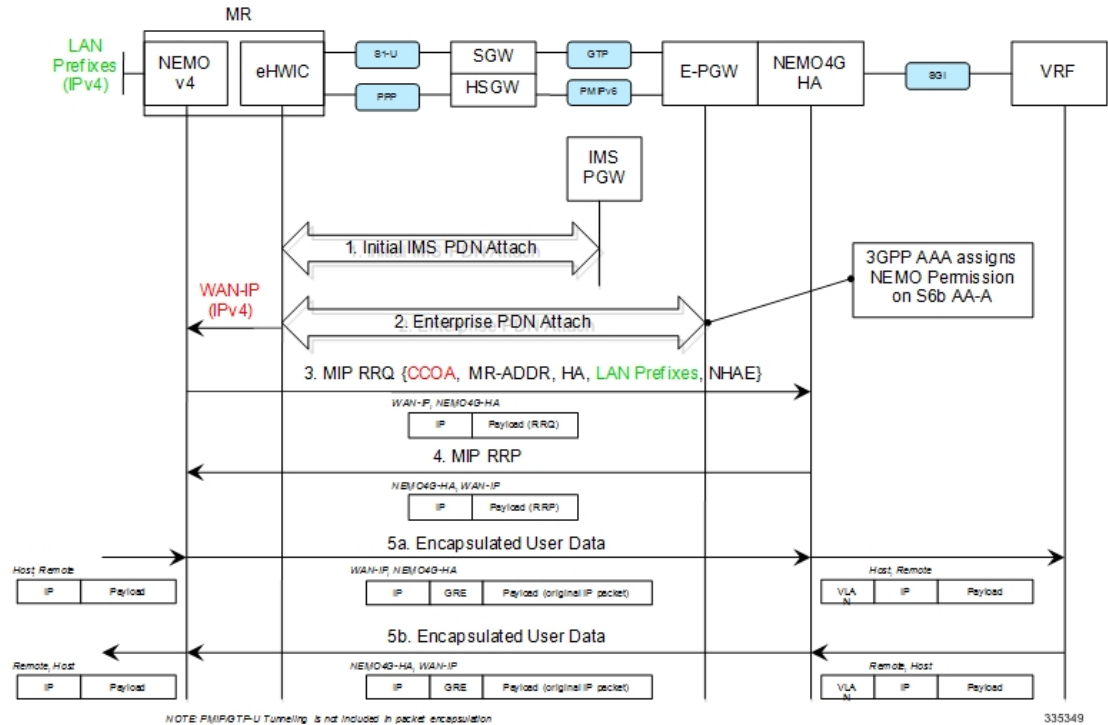 MR
LAN
Prefixes
(IPv4)
NEMO
v4
eHWIC
S1-U
PPP
SGW
HSGW
GTP
PMIPv6
E-PGW
NEMO4G
HA
SGI
VRF
IMS
PGW
1. Initial IMS PDN Attach
3GPP AAA assigns
NEMO Permission
on S6b AA-A
WAN-IP
(IPv4)
2. Enterprise PDN Attach
3. MIP RRQ {CCOA, MR-ADDR, HA, LAN Prefixes, NHAE}
WAN-IP, NEMO4G-HA
IP Payload (RRQ)
4. MIP RRP
NEMO4G-HA, WAN-IP
IP Payload (RRP)
5a. Encapsulated User Data
Host, Remote
IP Payload
WAN-IP, NEMO4G-HA
IP GRE Payload (original IP packet)
Host, Remote
VLA
N
IP Payload
5b. Encapsulated User Data
Remote, Host
IP Payload
NEMO4G-HA, WAN-IP
IP GRE Payload (original IP packet)
Remote, Host
VLA
N
IP Payload
NOTE: PMIP/GTP-U Tunneling is not included in packet encapsulation
335349